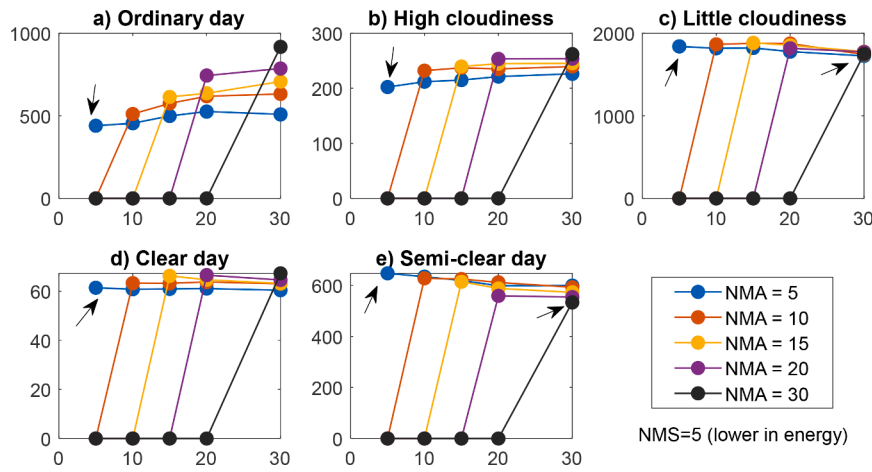 a) Ordinary day
1000
500
0
0 10 20 30
b) High cloudiness
300
200
100
0
0 10 20 30
c) Little cloudiness
2000
1000
0
0 10 20 30
d) Clear day
60
40
20
0
0 10 20 30
e) Semi-clear day
600
400
200
0
0 10 20 30
NMA = 5
NMA = 10
NMA = 15
NMA = 20
NMA = 30
NMS=5 (lower in energy)